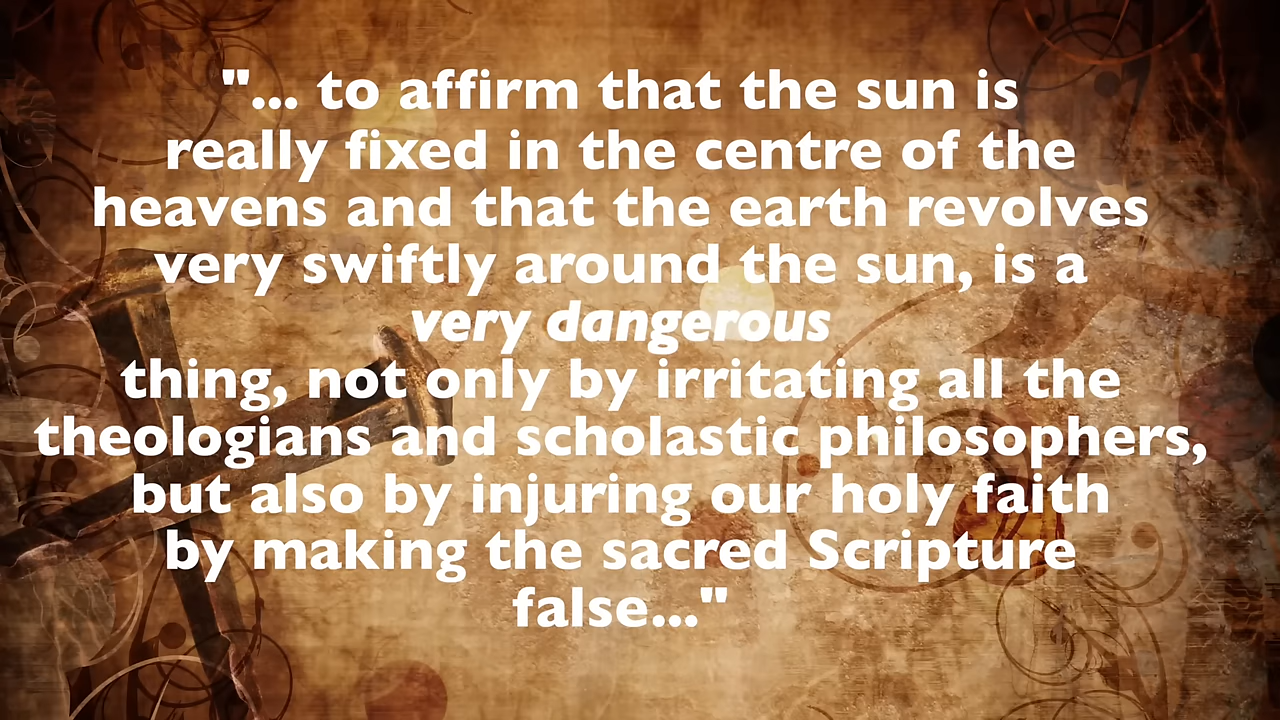 "... to affirm that the sun is
really fixed in the centre of the
heavens and that the earth revolves
very swiftly around the sun, is a
very dangerous
thing, not only by irritating all the
theologians and scholastic philosophers,
but also by injuring our holy faith
by making the sacred Scripture
false..."